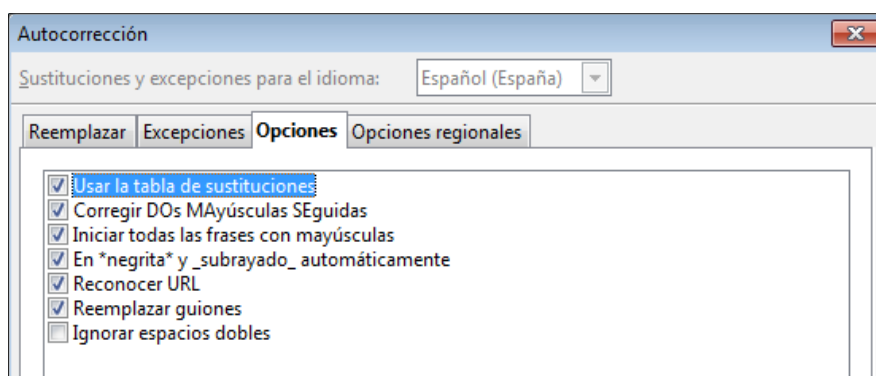 Autocorrección
Sustituciones y excepciones para el idioma: Español (España)
Reemplazar Excepciones Opciones Opciones regionales
Usar la tabla de sustituciones
Corregir DOs MAyúsculas SEguidas
Iniciar todas las frases con mayúsculas
En *negrita* y _subrayado_ automáticamente
Reconocer URL
Reemplazar guiones
Ignorar espacios dobles